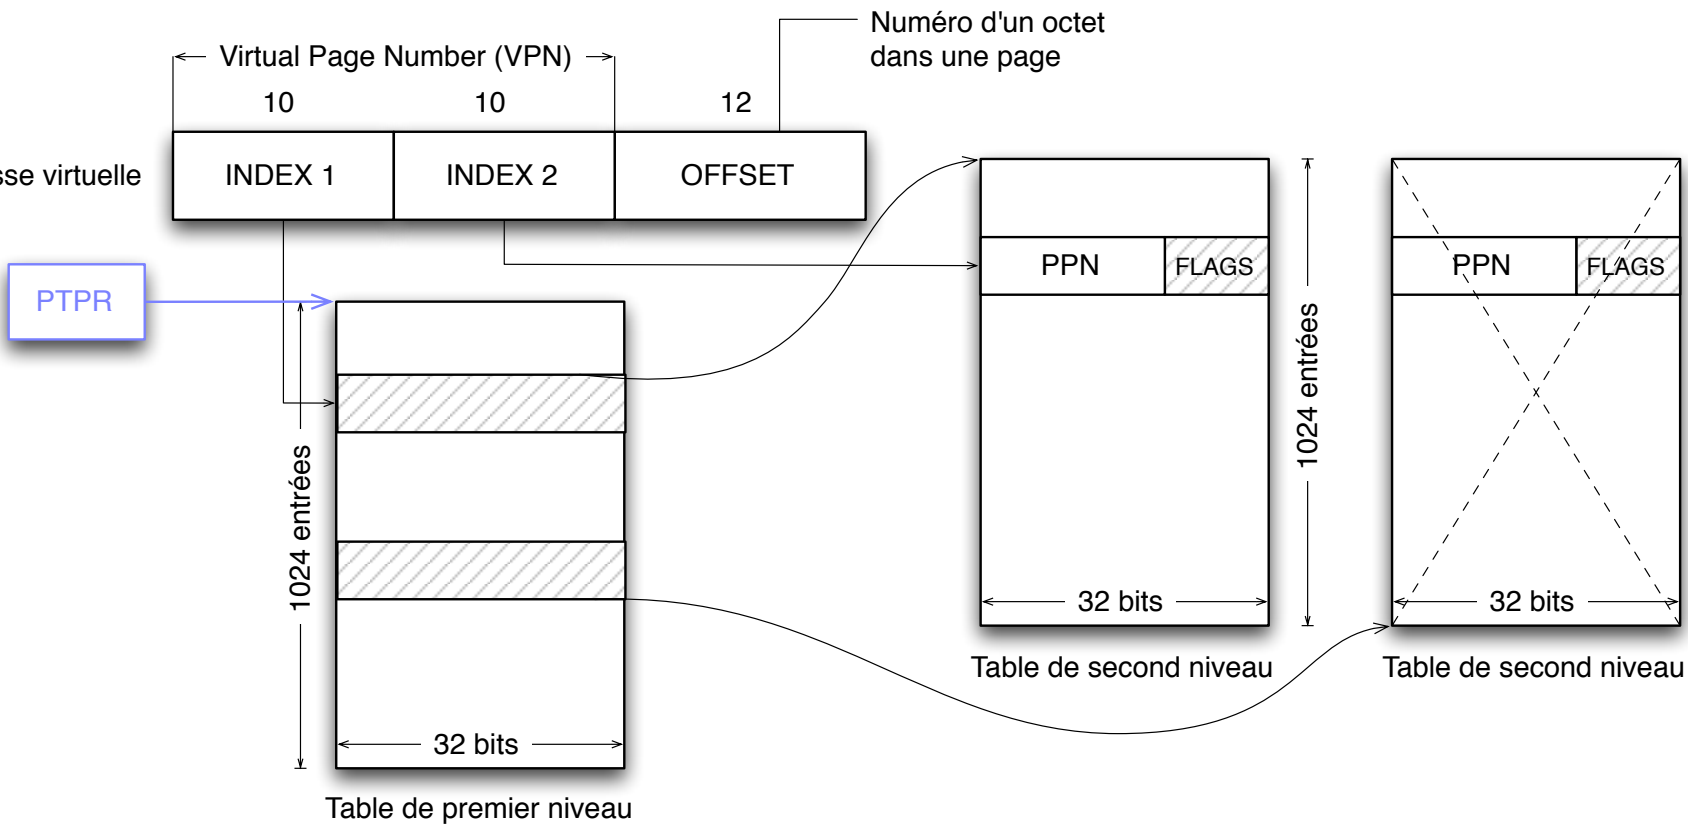 Numéro d'un octet
dans une page
Virtual Page Number (VPN)
10
10
12
sse virtuelle
INDEX 1
INDEX 2
OFFSET
PTPR
1024 entrées
32 bits
Table de premier niveau
PPN
FLAGS
1024 entrées
32 bits
Table de second niveau
PPN
FLAGS
32 bits
Table de second niveau